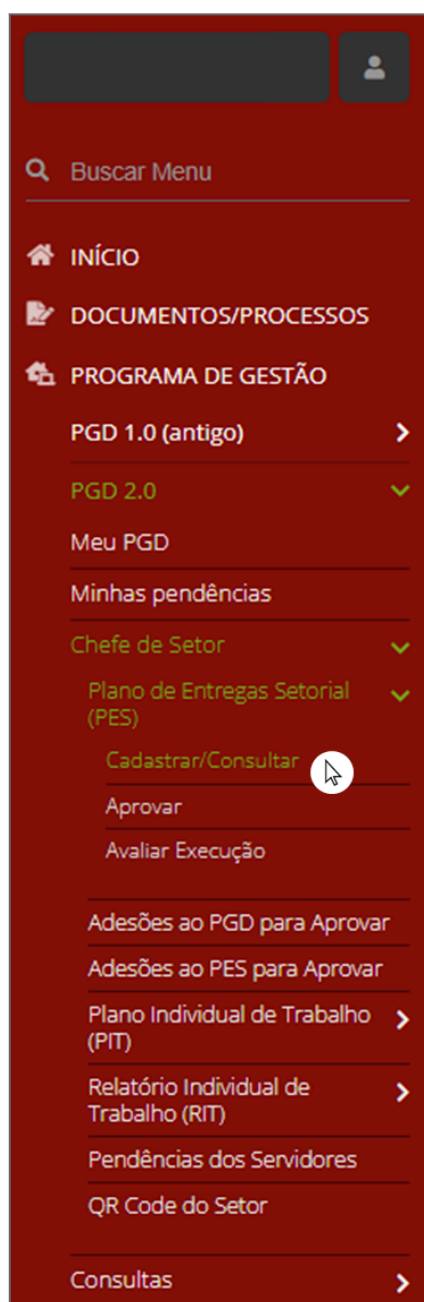 Buscar Menu
INÍCIO
DOCUMENTOS/PROCESSOS
PROGRAMA DE GESTÃO
PGD 1.0 (antigo)
PGD 2.0
Meu PGD
Minhas pendências
Chefe de Setor
Plano de Entregas Setorial
(PES)
Cadastrar/Consultar
Aprovar
Avaliar Execução
Adesões ao PGD para Aprovar
Adesões ao PES para Aprovar
Plano Individual de Trabalho
(PIT)
Relatório Individual de
Trabalho (RIT)
Pendências dos Servidores
QR Code do Setor
Consultas